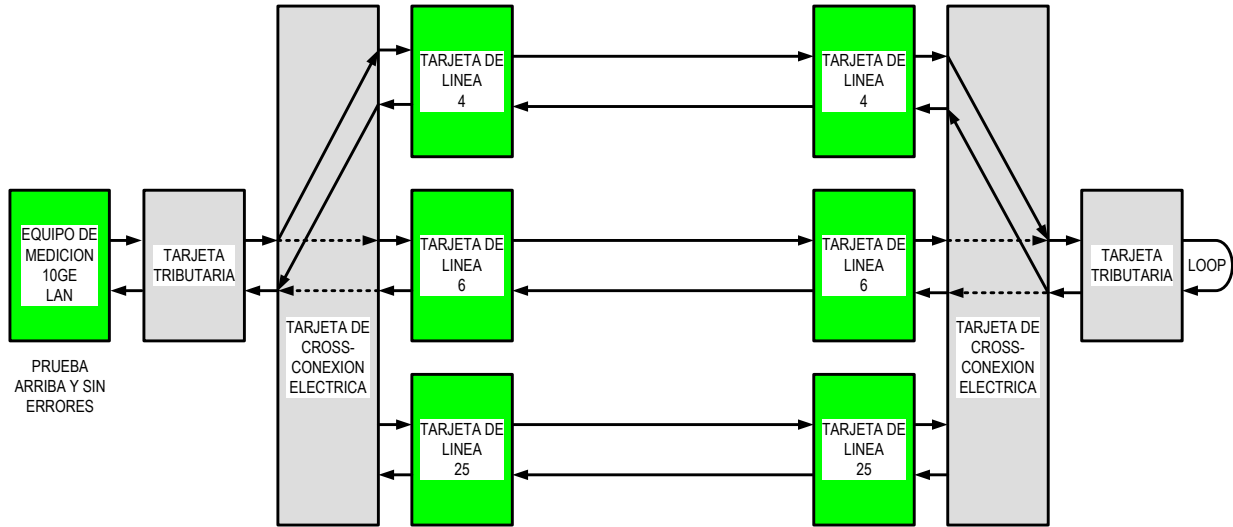 TARJETA DE
LINEA
4
TARJETA DE
LINEA
4
EQUIPO DE
MEDICION
10GE
LAN
TARJETA
TRIBUTARIA
TARJETA DE
LINEA
6
TARJETA DE
LINEA
6
TARJETA
TRIBUTARIA
LOOP
PRUEBA
ARRIBA Y SIN
ERRORES
TARJETA DE
CROSS-
CONEXION
ELECTRICA
TARJETA DE
CROSS-
CONEXION
ELECTRICA
TARJETA DE
LINEA
25
TARJETA DE
LINEA
25